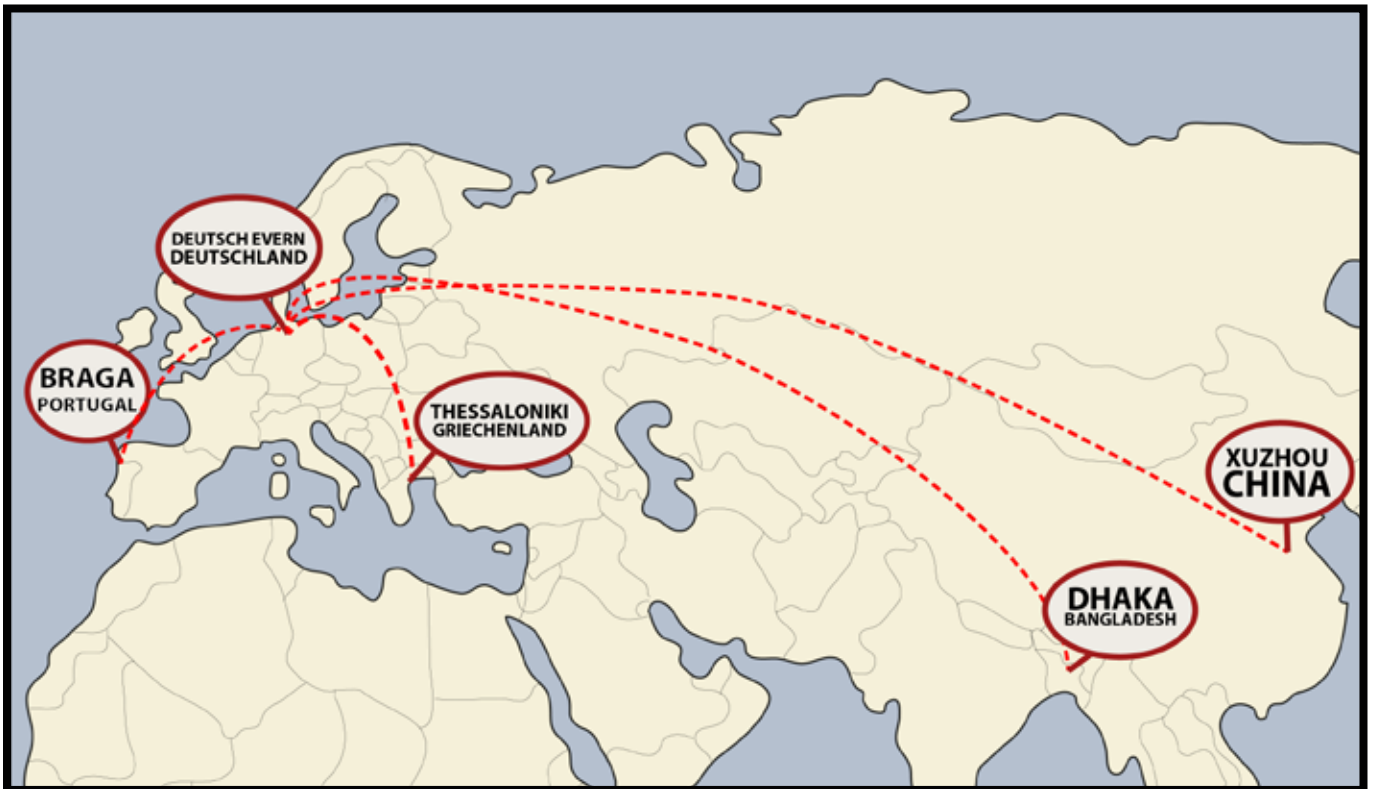 DEUTSCH EVERN
DEUTSCHLAND
BRAGA
PORTUGAL
THESSALONIKI
GRIECHENLAND
XUZHOU
CHINA
DHAKA
BANGLADESH